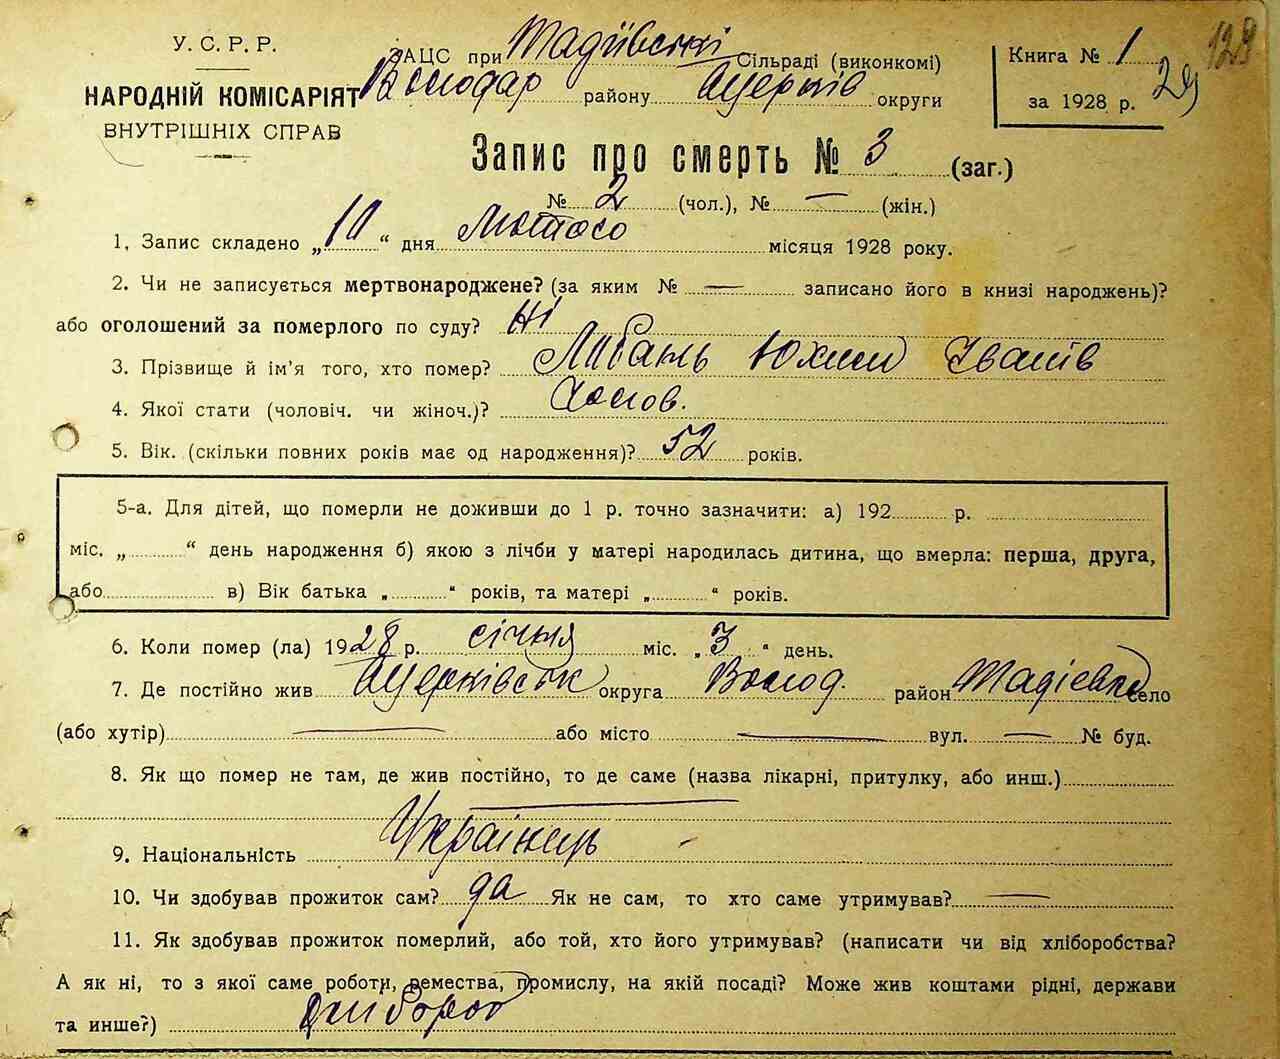 У. С. Р. Р.
НАРОДНІЙ КОМІСАРІЯТ
ВНУТРІШНІХ СПРАВ
ЗАЦС при Тадіївські Сільраді (виконкомі)
Володар району округи
Книга № 1
за 1928 р. 29
129
Запис про смерть № 3 (заг.)
№ 2 (чол.), № — (жін.)
1. Запис складено „10“ дня Лютого місяця 1928 року.
2. Чи не записується мертвонароджене? (за яким № — записано його в книзі народжень)?
або оголошений за померлого по суду? Ні
3. Прізвище й ім'я того, хто помер? Либань Юхим Іванів
4. Якої стати (чоловіч. чи жіноч.)? Чолов.
5. Вік. (скільки повних років має од народження)? 52 років.
5-а. Для дітей, що померли не доживши до 1 р. точно зазначити: а) 192 р.
міс. „ “ день народження б) якою з лічби у матері народилась дитина, що вмерла: перша, друга,
або в) Вік батька „ “ років, та матері „ “ років.
6. Коли помер (ла) 1928 р. січня міс. „3“ день.
7. Де постійно жив округа Волод. район Тадіевка село
(або хутір) — або місто — вул. — № буд.
8. Як що помер не там, де жив постійно, то де саме (назва лікарні, притулку, або инш.)
—
9. Національність Українець
10. Чи здобував прожиток сам? да Як не сам, то хто саме утримував? —
11. Як здобував прожиток померлий, або той, хто його утримував? (написати чи від хліборобства?
А як ні, то з якої саме роботи, ремества, промислу, на якій посаді? Може жив коштами рідні, держави
та инше?) Хлібороб